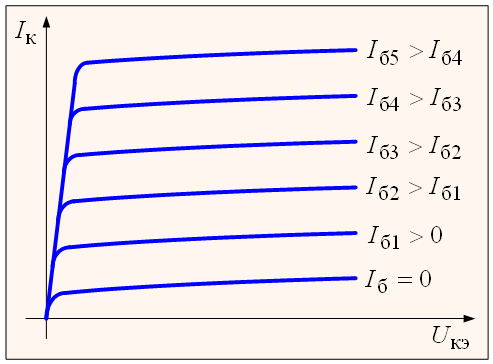 Iк
Iб5 > Iб4
Iб4 > Iб3
Iб3 > Iб2
Iб2 > Iб1
Iб1 > 0
Iб = 0
Uкэ